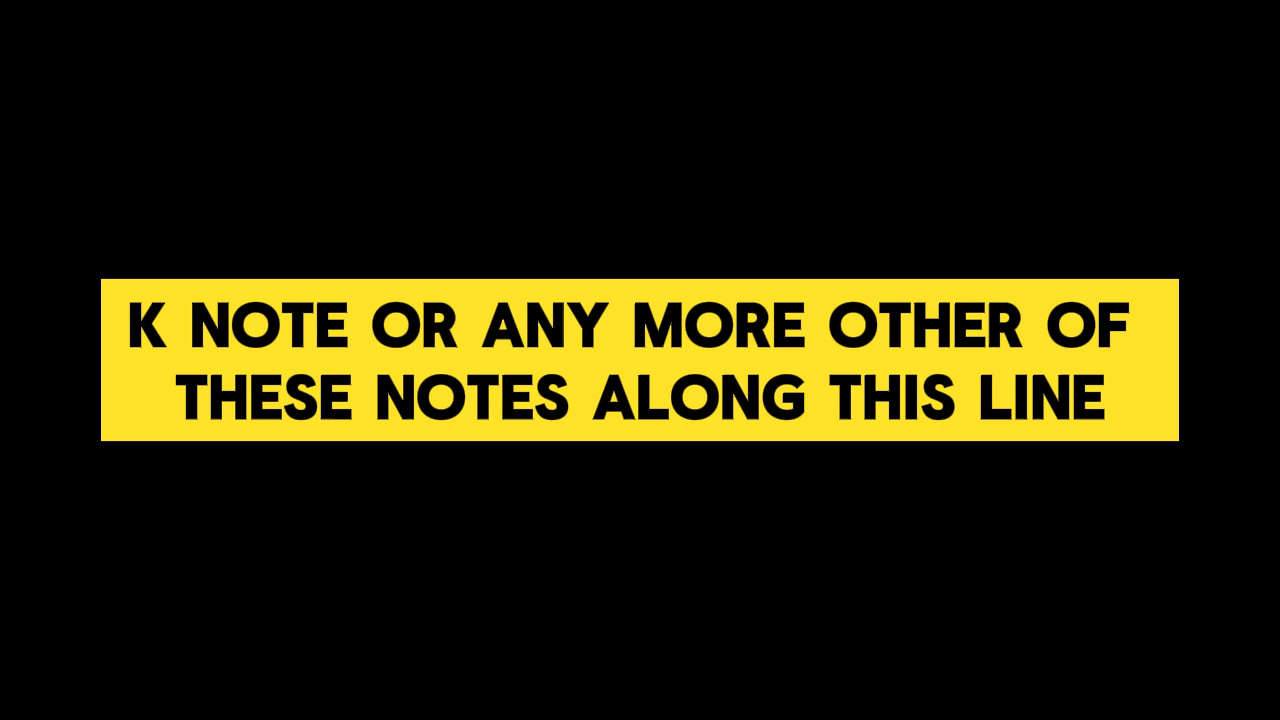 K NOTE OR ANY MORE OTHER OF
THESE NOTES ALONG THIS LINE